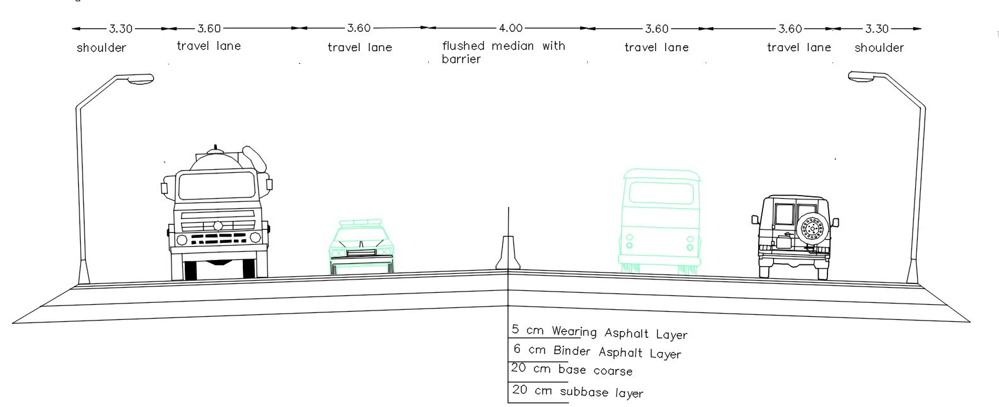 3.30 3.60 3.60 4.00 3.60 3.60 3.30
shoulder travel lane travel lane flushed median with travel lane travel lane shoulder
barrier
5 cm Wearing Asphalt Layer
6 cm Binder Asphalt Layer
20 cm base coarse
20 cm subbase layer